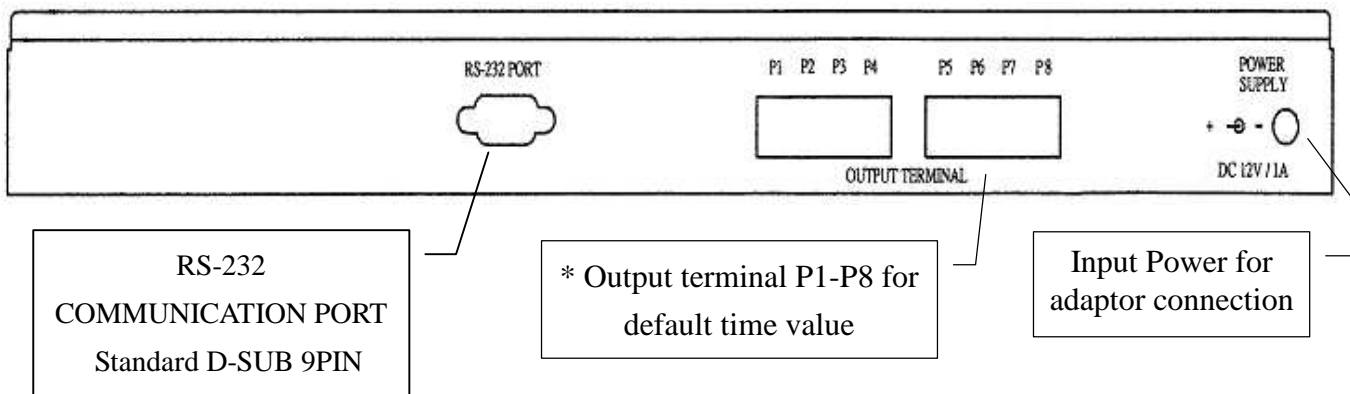 RS-232 PORT
P1 P2 P3 P4
P5 P6 P7 P8
POWER
SUPPLY
+ -
OUTPUT TERMINAL
DC 12V / 1A
RS-232
COMMUNICATION PORT
Standard D-SUB 9PIN
* Output terminal P1-P8 for
default time value
Input Power for
adaptor connection